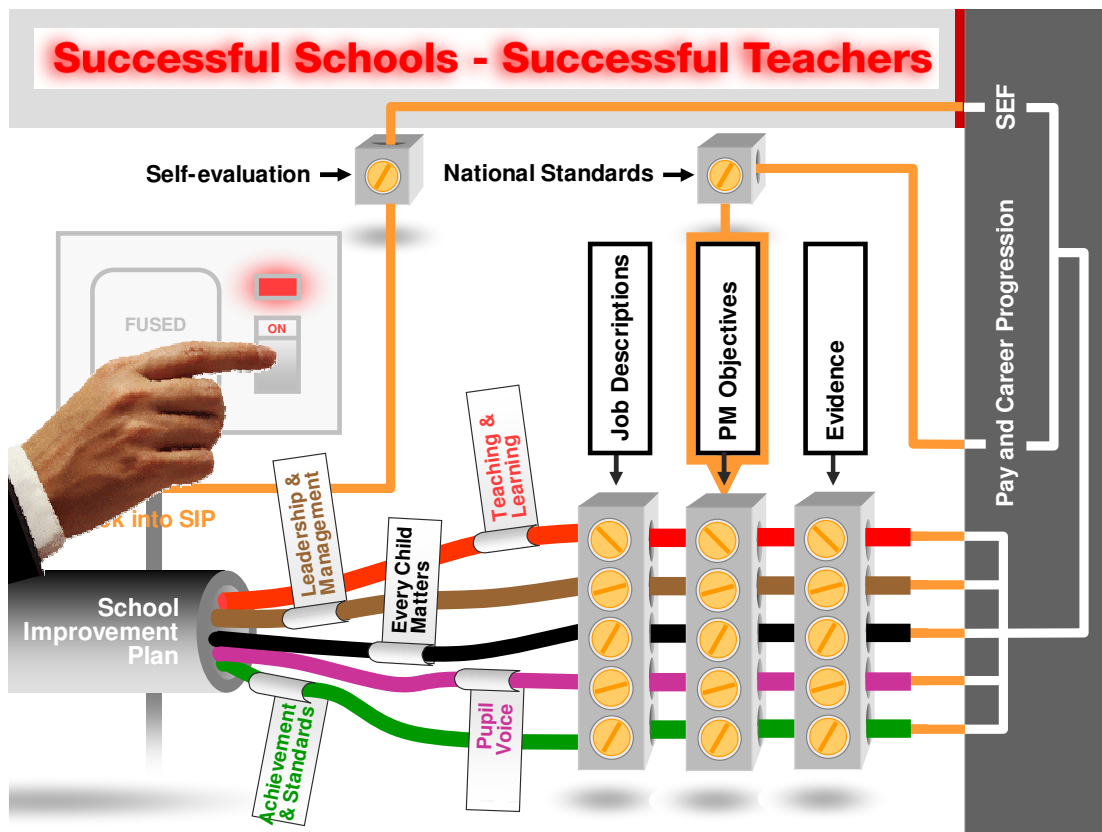 Successful Schools - Successful Teachers
SEF
Self-evaluation
National Standards
Pay and Career Progression
FUSED
ON
Job Descriptions
PM Objectives
Evidence
Teaching &
Learning
Leadership &
Management
into SIP
Every Child
Matters
School
Improvement
Plan
Achievement
& Standards
Pupil
Voice